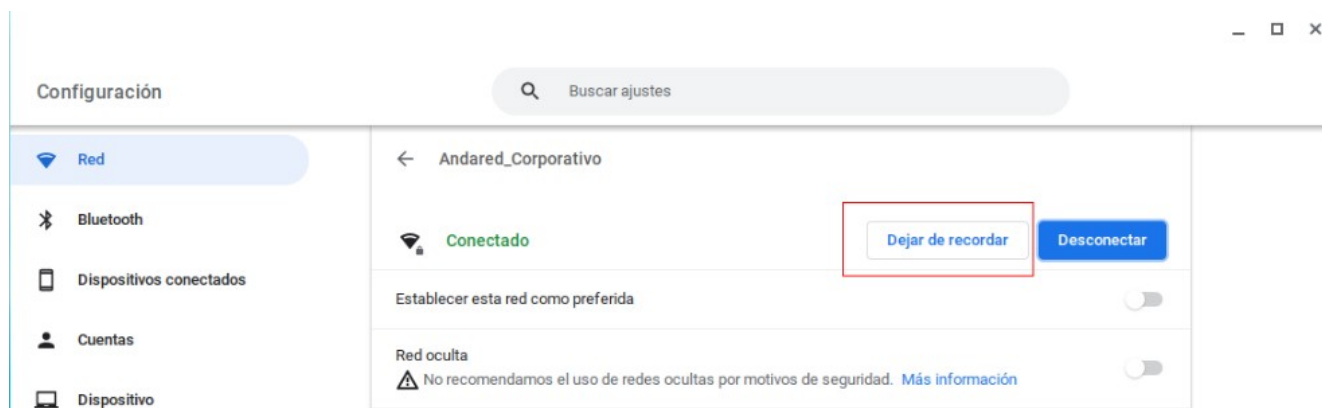 Configuración
Buscar ajustes
Red
Andared_Corporativo
Bluetooth
Conectado
Dejar de recordar
Desconectar
Dispositivos conectados
Establecer esta red como preferida
Cuentas
Red oculta
No recomendamos el uso de redes ocultas por motivos de seguridad. Más información
Dispositivo